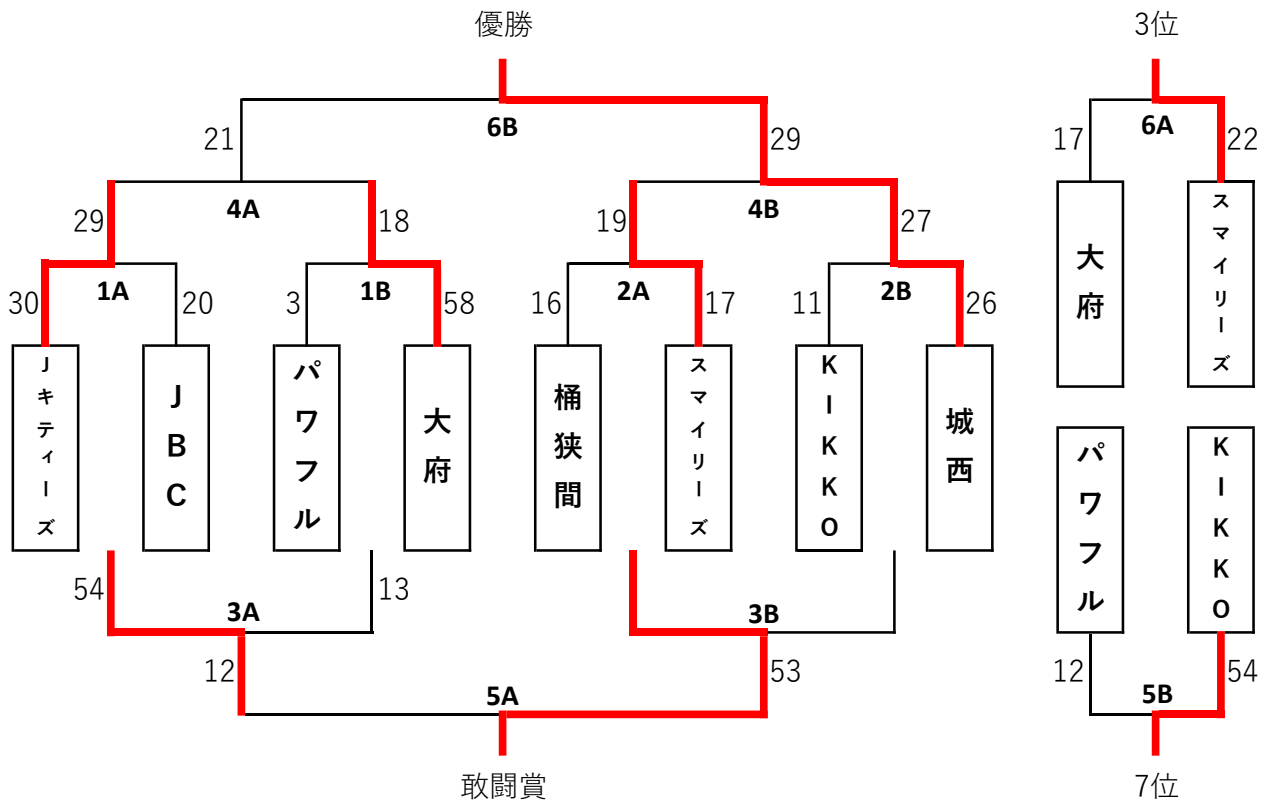 優勝
3位
6B
6A
21
29
17
22
4A
4B
29
18
19
27
1A
1B
2A
2B
30
20
3
58
16
17
11
26
Jキティーズ
JBC
パワフル
大府
桶狭間
スマイリーズ
KIKKO
城西
大府
スマイリーズ
パワフル
KIKKO
54
13
3A
3B
12
53
5A
12
54
5B
敢闘賞
7位